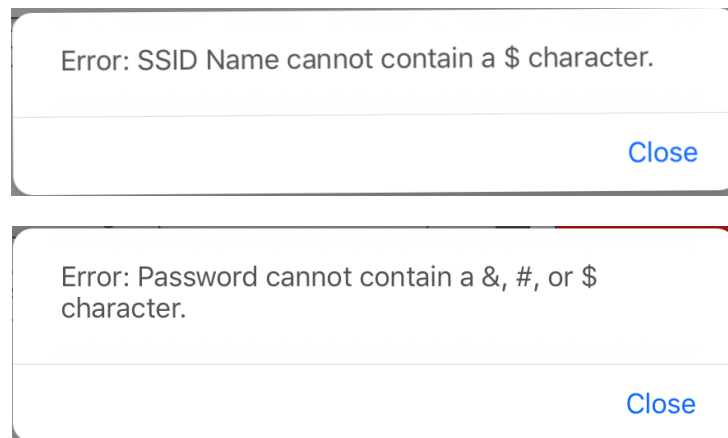 Error: SSID Name cannot contain a $ character.
Close
Error: Password cannot contain a &, #, or $
character.
Close